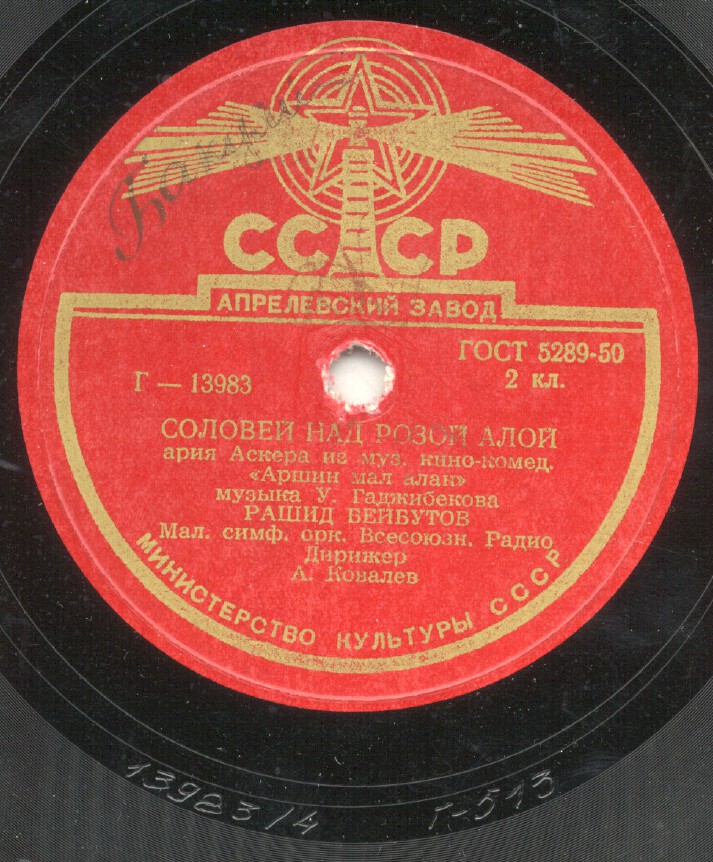 СССР
АПРЕЛЕВСКИЙ ЗАВОД
ГОСТ 5289-50
Г — 13983
2 кл.
СОЛОВЕЙ НАД РОЗОЙ АЛОЙ
ария Аскера из муз. кино-комед.
«Аршин мал алан»
музыка У. Гаджибекова
РАШИД БЕЙБУТОВ
Мал. симф. орк. Всесоюзн. Радио
Дирижер
А. Ковалев
МИНИСТЕРСТВО КУЛЬТУРЫ СССР
13983/4 Г-513